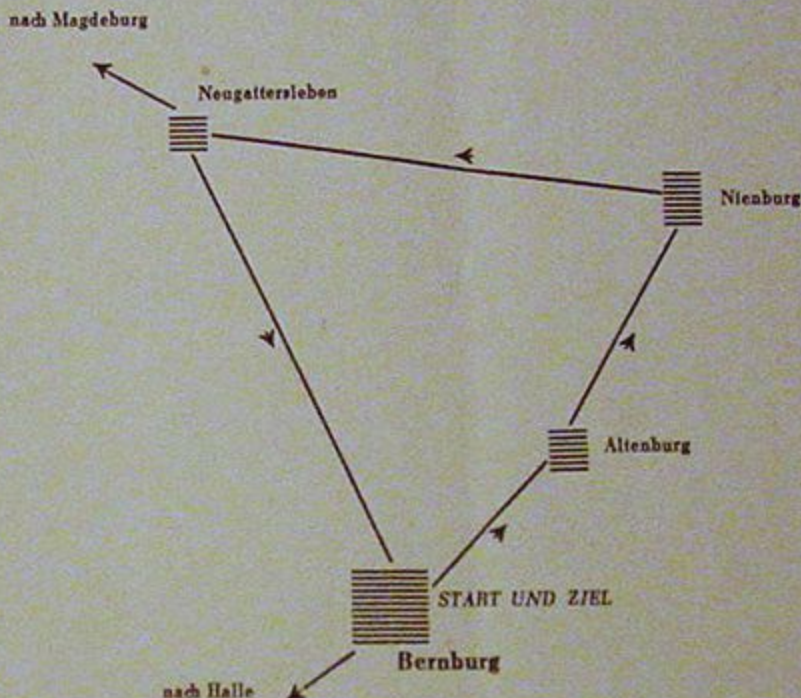 nach Magdeburg
Neugattersleben
Nienburg
Altenburg
START UND ZIEL
Bernburg
nach Halle